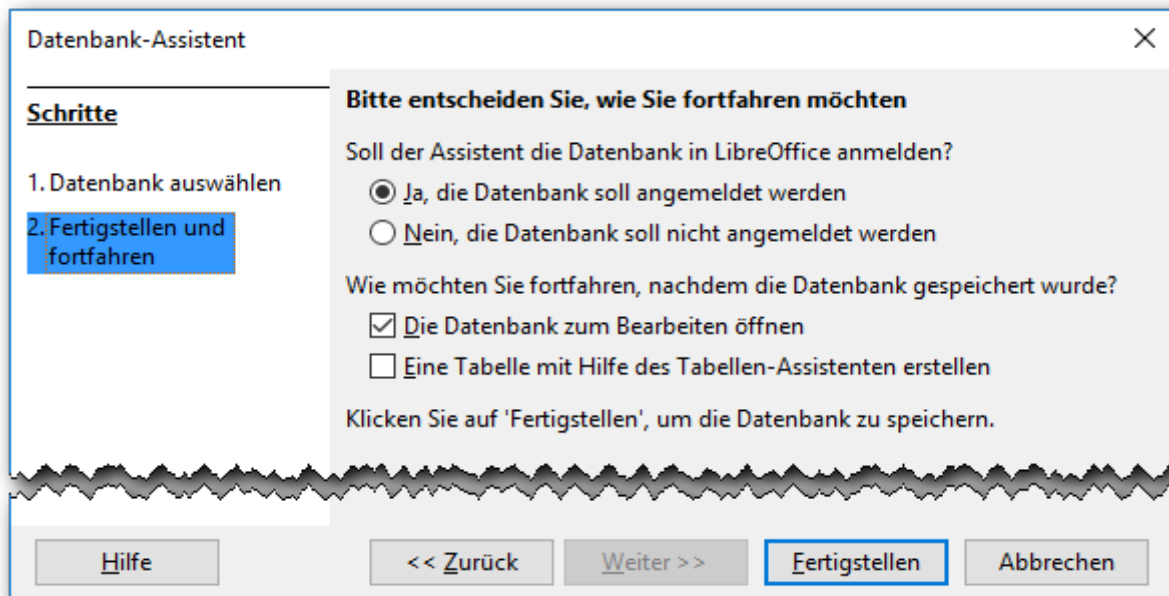 Datenbank-Assistent
Schritte
1. Datenbank auswählen
2. Fertigstellen und
fortfahren
Bitte entscheiden Sie, wie Sie fortfahren möchten
Soll der Assistent die Datenbank in LibreOffice anmelden?
Ja, die Datenbank soll angemeldet werden
Nein, die Datenbank soll nicht angemeldet werden
Wie möchten Sie fortfahren, nachdem die Datenbank gespeichert wurde?
Die Datenbank zum Bearbeiten öffnen
Eine Tabelle mit Hilfe des Tabellen-Assistenten erstellen
Klicken Sie auf 'Fertigstellen', um die Datenbank zu speichern.
Hilfe
<< Zurück
Weiter >>
Fertigstellen
Abbrechen